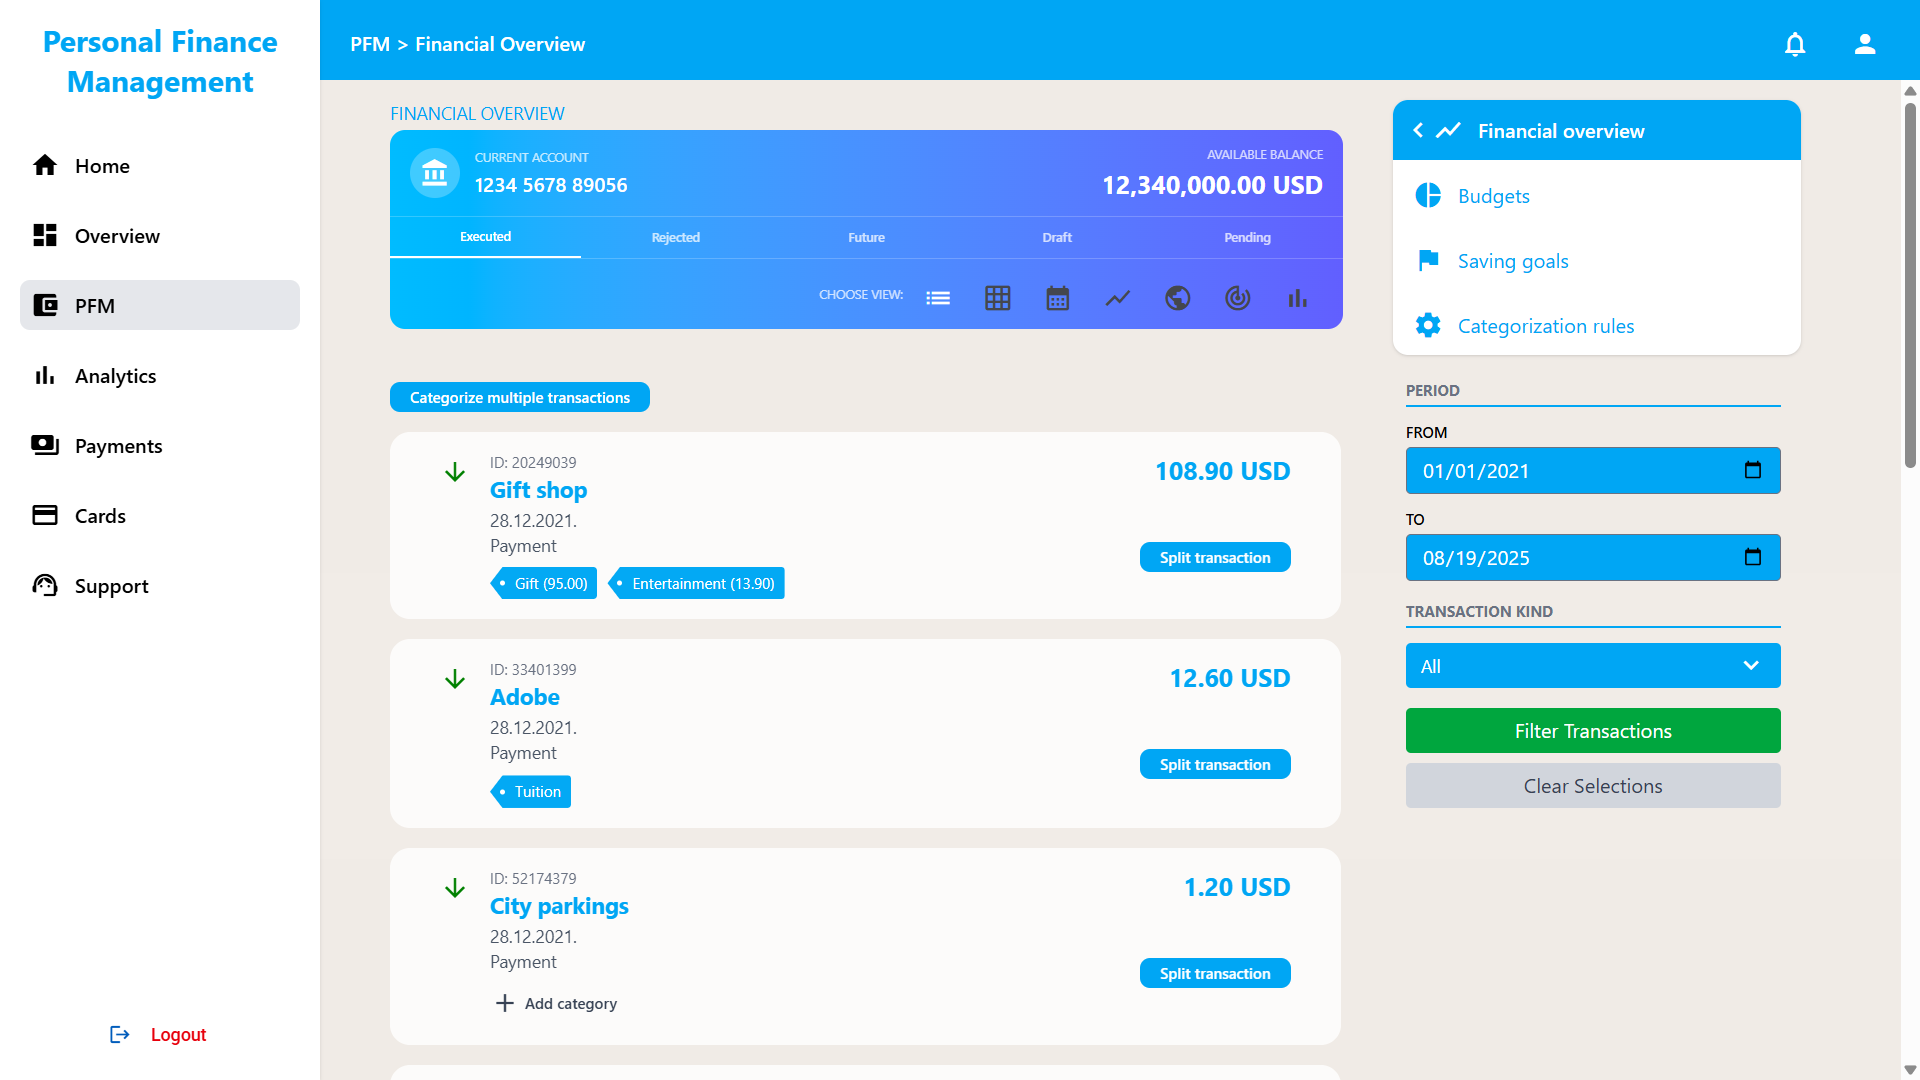 Personal Finance
Management
Home
Overview
PFM
Analytics
Payments
Cards
Support
Logout
PFM > Financial Overview
FINANCIAL OVERVIEW
CURRENT ACCOUNT
1234 5678 89056
AVAILABLE BALANCE
12,340,000.00 USD
Executed
Rejected
Future
Draft
Pending
CHOOSE VIEW:
Categorize multiple transactions
ID: 20249039
Gift shop
28.12.2021.
Payment
Gift (95.00)
Entertainment (13.90)
108.90 USD
Split transaction
ID: 33401399
Adobe
28.12.2021.
Payment
Tuition
12.60 USD
Split transaction
ID: 52174379
City parkings
28.12.2021.
Payment
Add category
1.20 USD
Split transaction
Financial overview
Budgets
Saving goals
Categorization rules
PERIOD
FROM
01/01/2021
TO
08/19/2025
TRANSACTION KIND
All
Filter Transactions
Clear Selections